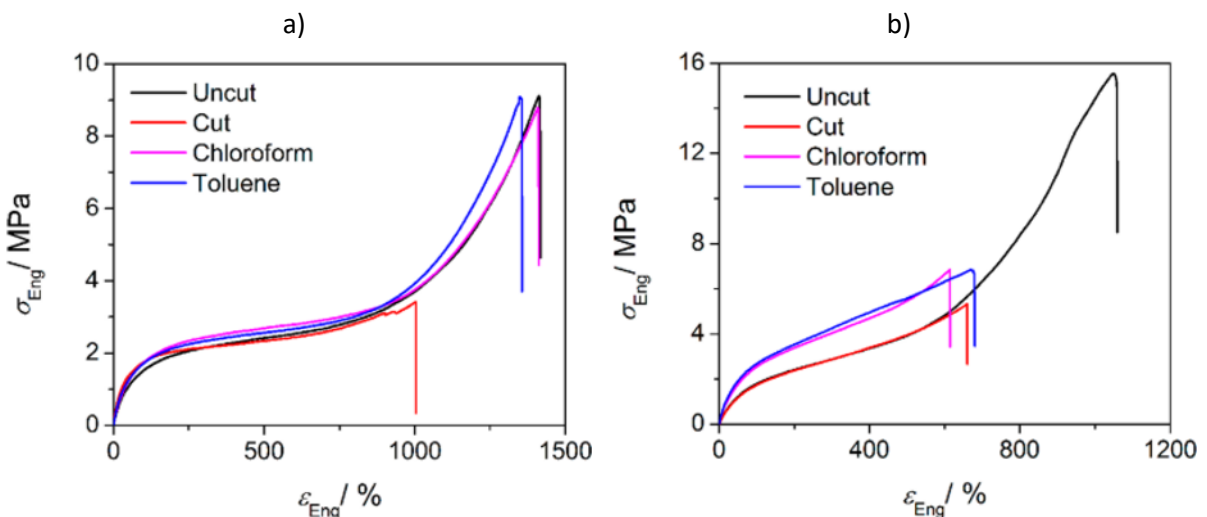 a)
10
8
6
4
2
0
0
500
1000
1500
σEng/ MPa
εEng/ %
Uncut
Cut
Chloroform
Toluene
b)
16
12
8
4
0
0
400
800
1200
σEng/ MPa
εEng/ %
Uncut
Cut
Chloroform
Toluene